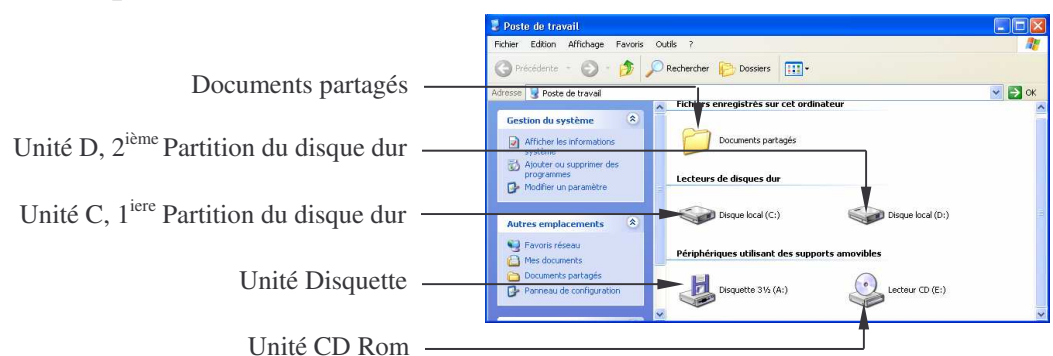 Documents partagés
Unité D, 2ième Partition du disque dur
Unité C, 1iere Partition du disque dur
Unité Disquette
Unité CD Rom
Poste de travail
Fichier Edition Affichage Favoris Outils ?
Précédente Rechercher Dossiers
Adresse Poste de travail OK
Gestion du système
Afficher les informations
système
Ajouter ou supprimer des
programmes
Modifier un paramètre
Autres emplacements
Favoris réseau
Mes documents
Documents partagés
Panneau de configuration
Fichiers enregistrés sur cet ordinateur
Documents partagés
Lecteurs de disques dur
Disque local (C:) Disque local (D:)
Périphériques utilisant des supports amovibles
Disquette 3½ (A:) Lecteur CD (E:)